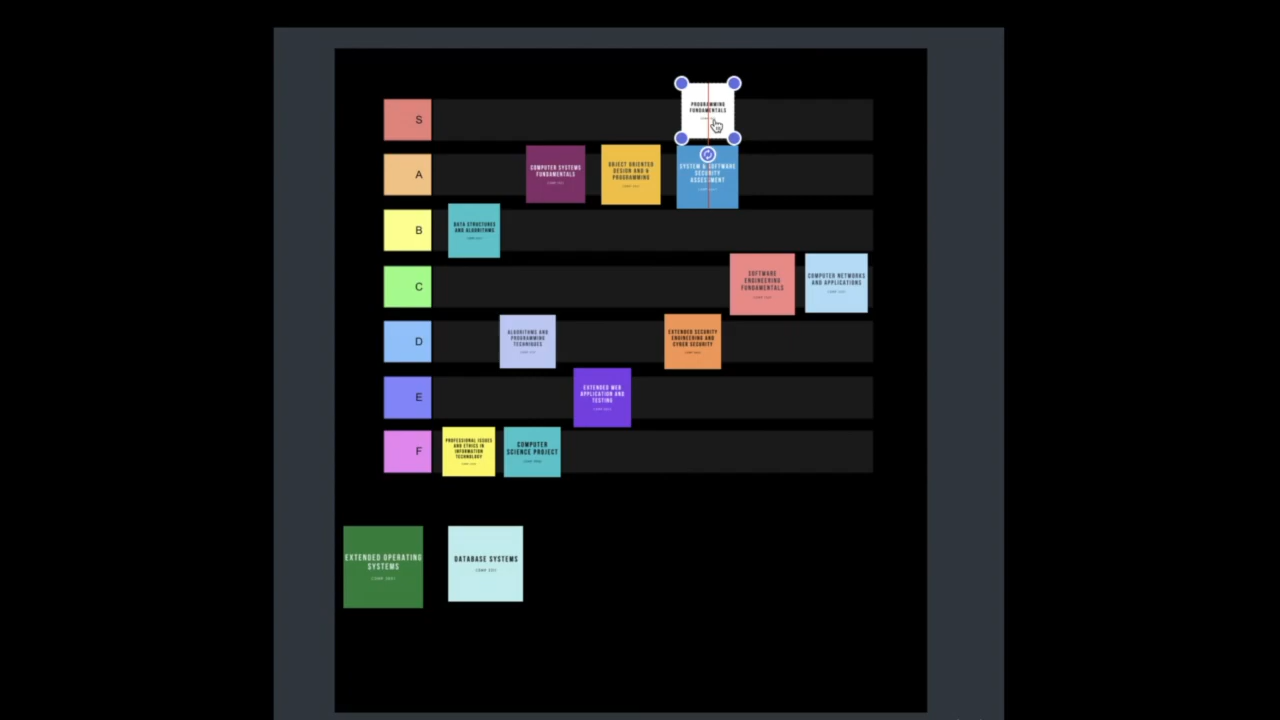 S
PROGRAMMING
FUNDAMENTALS
A
COMPUTER SYSTEMS
FUNDAMENTALS
OBJECT ORIENTED
DESIGN AND &
PROGRAMMING
SYSTEM & SOFTWARE
SECURITY
ASSESSMENT
B
DATA STRUCTURES
AND ALGORITHMS
C
SOFTWARE
ENGINEERING
FUNDAMENTALS
COMPUTER NETWORKS
AND APPLICATIONS
D
ALGORITHMS AND
PROGRAMMING
TECHNIQUES
EXTENDED SECURITY
ENGINEERING AND
CYBER SECURITY
E
EXTENDED WEB
APPLICATION AND
TESTING
F
PROFESSIONAL ISSUES
AND ETHICS IN
INFORMATION
TECHNOLOGY
COMPUTER
SCIENCE PROJECT
EXTENDED OPERATING
SYSTEMS
DATABASE SYSTEMS